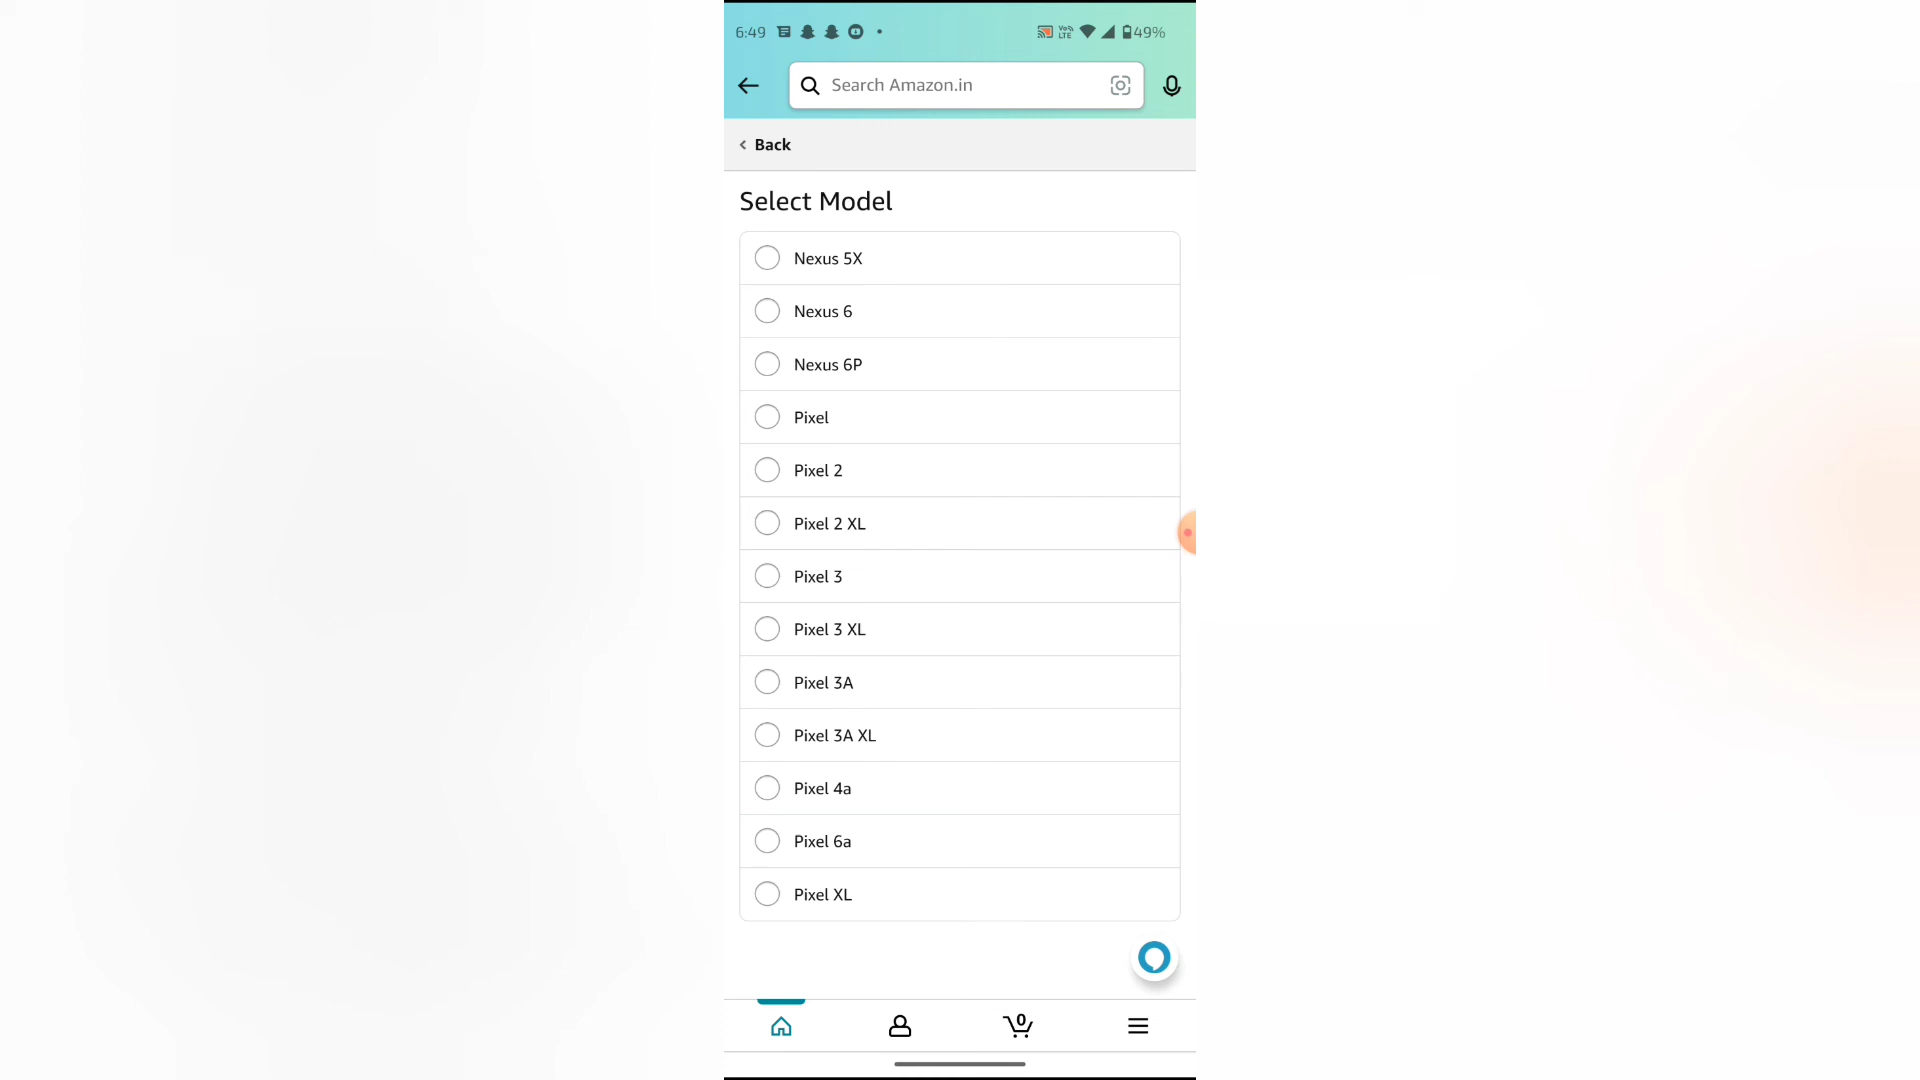 6:49 Vo LTE 49%
Search Amazon.in
Back
Select Model
Nexus 5X
Nexus 6
Nexus 6P
Pixel
Pixel 2
Pixel 2 XL
Pixel 3
Pixel 3 XL
Pixel 3A
Pixel 3A XL
Pixel 4a
Pixel 6a
Pixel XL
0